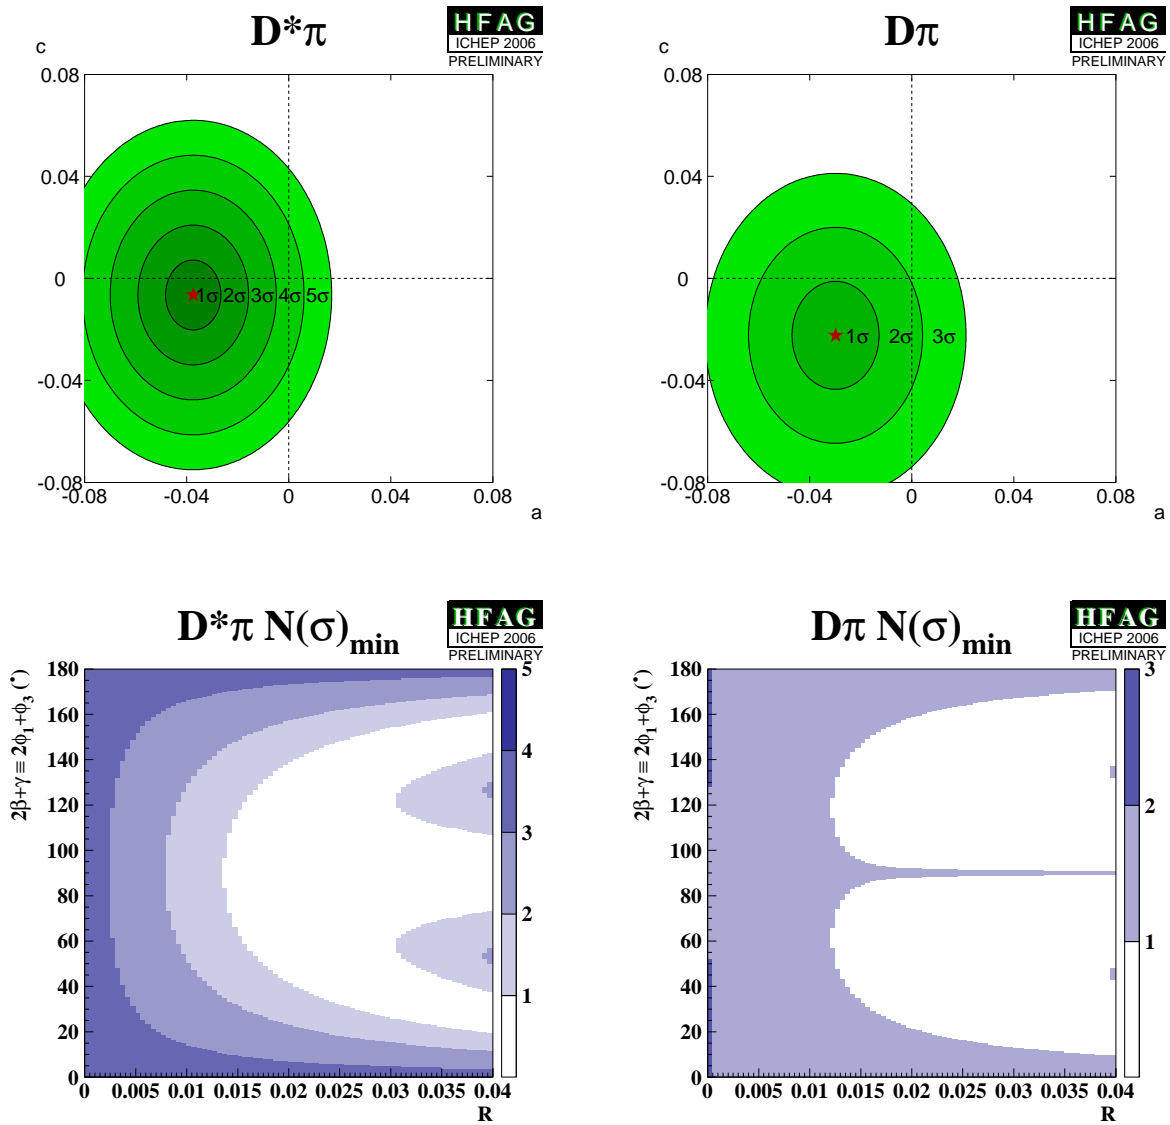 D*π
HFAG
ICHEP 2006
PRELIMINARY
c
0.08
0.04
0
-0.04
-0.08
1σ 2σ 3σ 4σ 5σ
-0.08 -0.04 0 0.04 0.08
a
Dπ
HFAG
ICHEP 2006
PRELIMINARY
c
0.08
0.04
0
-0.04
-0.08
1σ 2σ 3σ
-0.08 -0.04 0 0.04 0.08
a
D*π N(σ)min
HFAG
ICHEP 2006
PRELIMINARY
2β+γ ≡ 2ϕ1+ϕ3 (°)
180
160
140
120
100
80
60
40
20
0
0 0.005 0.01 0.015 0.02 0.025 0.03 0.035 0.04
R
5
4
3
2
1
Dπ N(σ)min
HFAG
ICHEP 2006
PRELIMINARY
2β+γ ≡ 2ϕ1+ϕ3 (°)
180
160
140
120
100
80
60
40
20
0
0 0.005 0.01 0.015 0.02 0.025 0.03 0.035 0.04
R
3
2
1